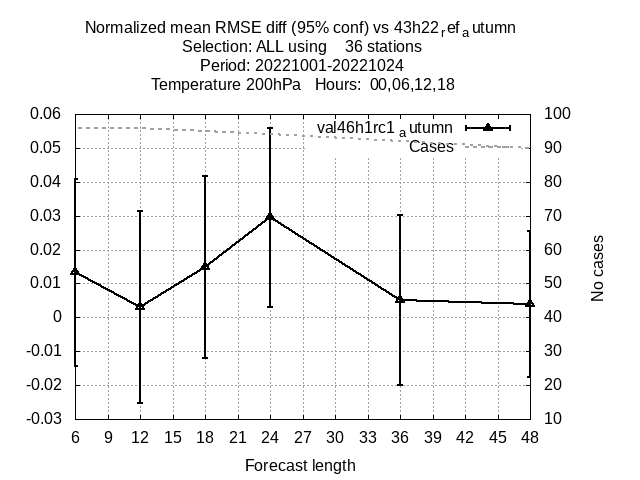 Normalized mean RMSE diff (95% conf) vs 43h22refautumn
Selection: ALL using 36 stations
Period: 20221001-20221024
Temperature 200hPa Hours: 00,06,12,18
0.06
0.05
0.04
0.03
0.02
0.01
0
-0.01
-0.02
-0.03
val46h1rc1autumn
Cases
100
90
80
70
60
50
40
30
20
10
No cases
6 9 12 15 18 21 24 27 30 33 36 39 42 45 48
Forecast length